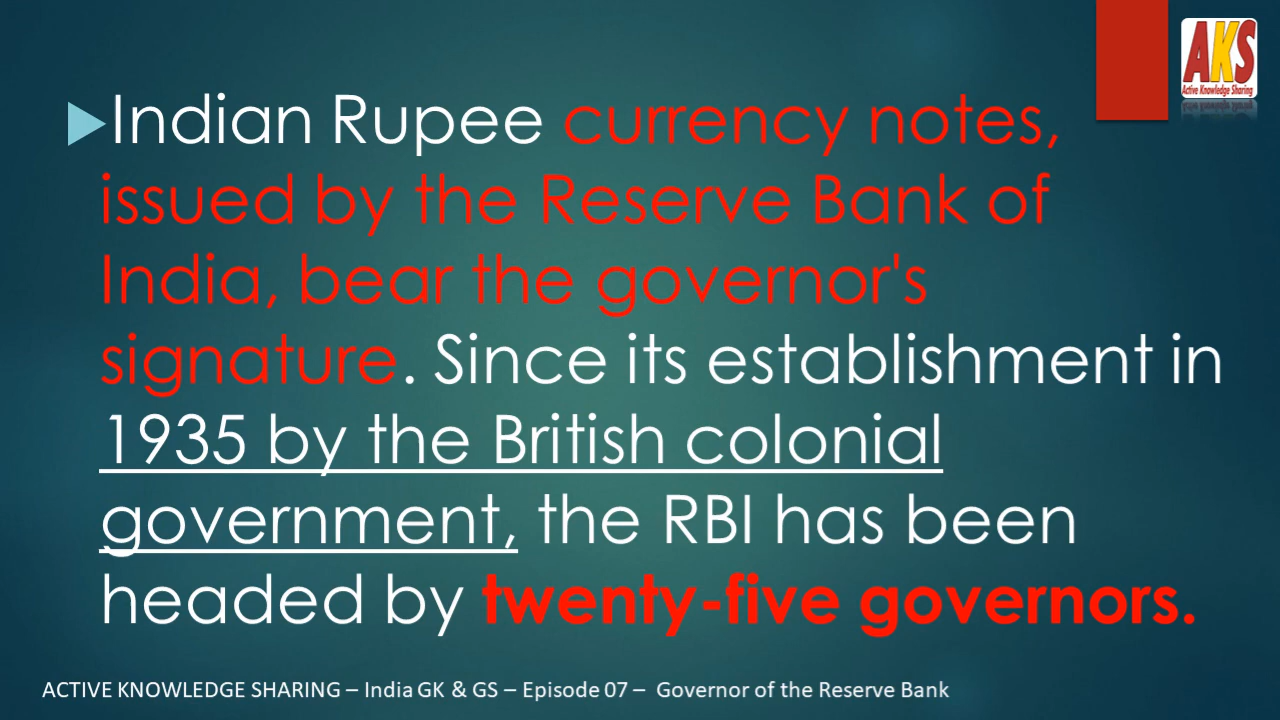 AKS
Active Knowledge Sharing
Indian Rupee currency notes,
issued by the Reserve Bank of
India, bear the governor's
signature. Since its establishment in
1935 by the British colonial
government, the RBI has been
headed by twenty-five governors.
ACTIVE KNOWLEDGE SHARING – India GK & GS – Episode 07 – Governor of the Reserve Bank